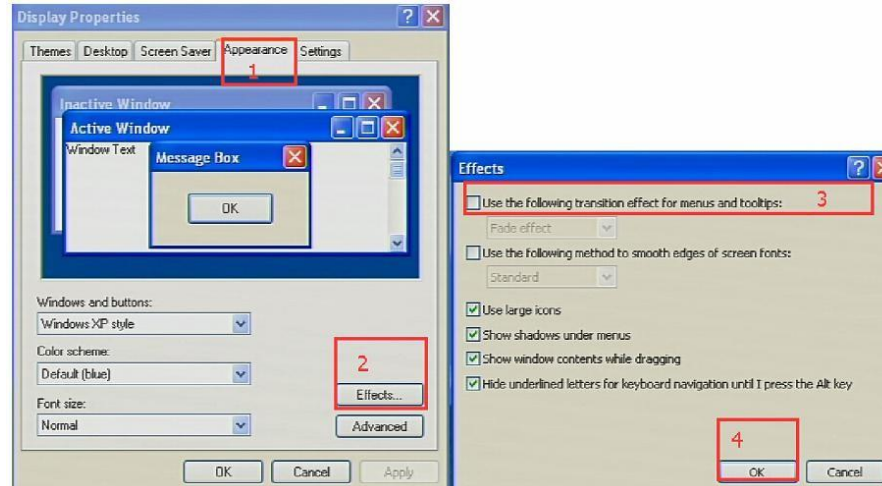 Display Properties
Themes Desktop Screen Saver Appearance Settings
1
Inactive Window
Active Window
Window Text
Message Box
OK
Windows and buttons:
Windows XP style
Color scheme:
Default (blue)
2
Effects...
Font size:
Normal
Advanced
OK Cancel Apply
Effects
Use the following transition effect for menus and tooltips:
3
Fade effect
Use the following method to smooth edges of screen fonts:
Standard
Use large icons
Show shadows under menus
Show window contents while dragging
Hide underlined letters for keyboard navigation until I press the Alt key
4
OK Cancel